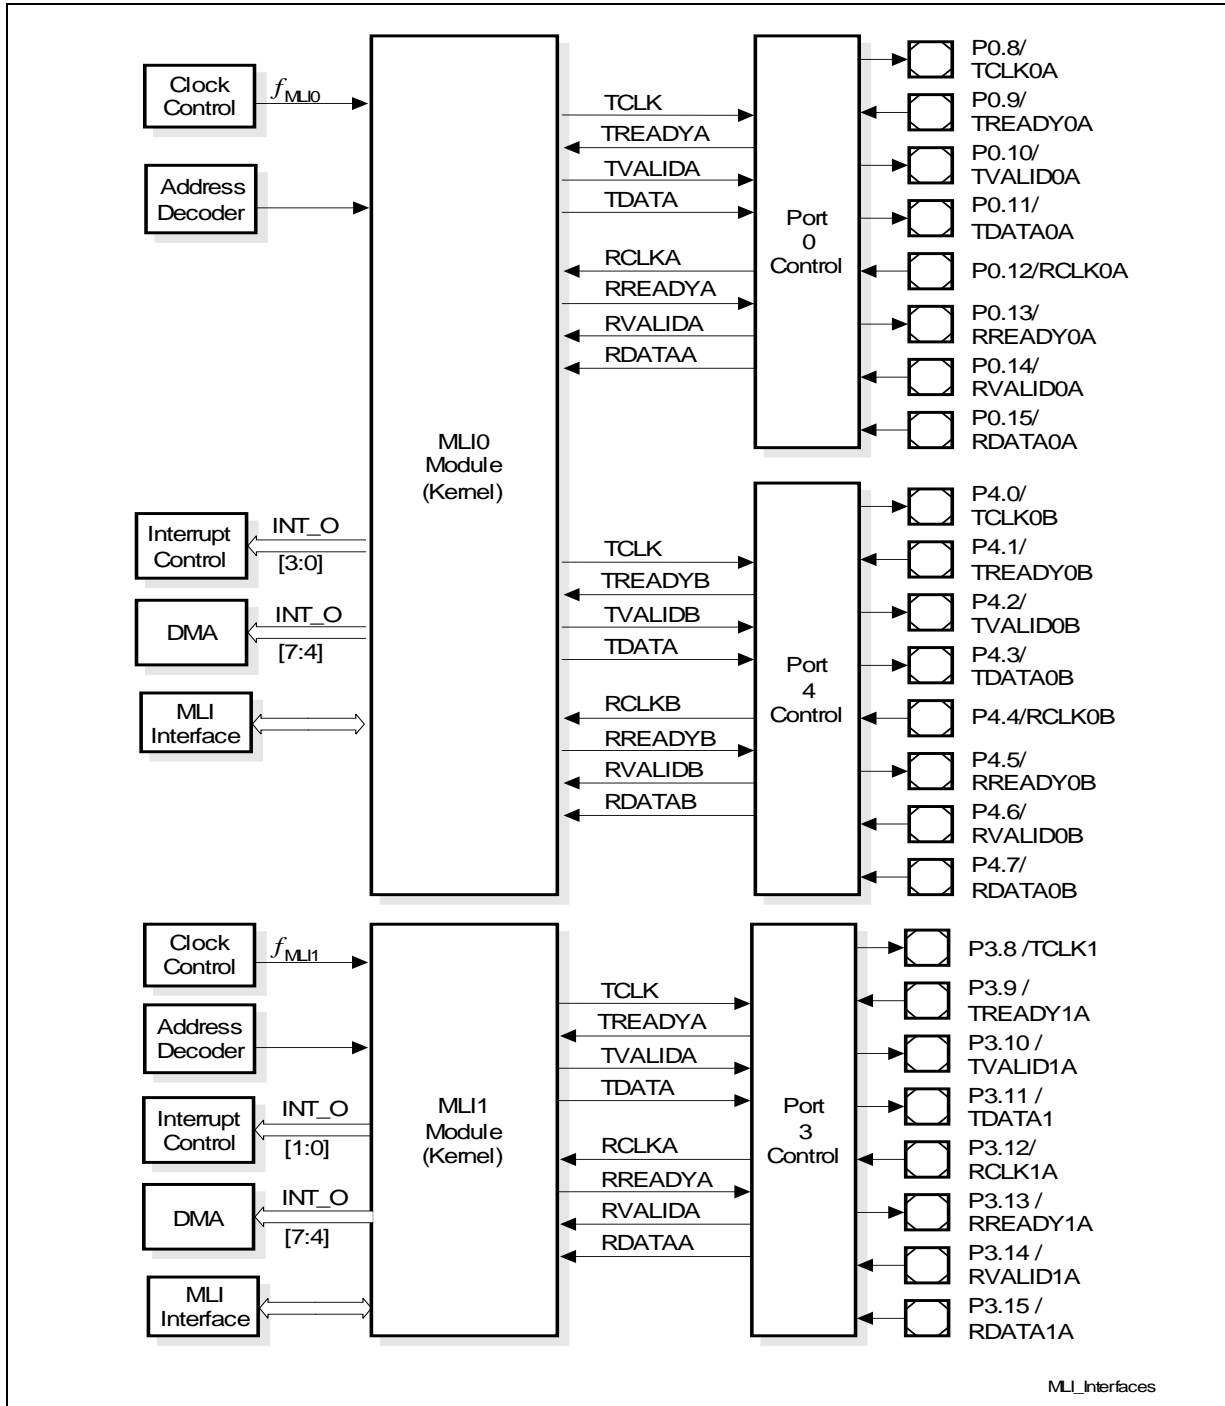 Clock
Control
fMLI0
Address
Decoder
MLI0
Module
(Kernel)
Interrupt
Control
INT_O
[3:0]
DMA
INT_O
[7:4]
MLI
Interface
TCLK
TREADYA
TVALIDA
TDATA
RCLKA
RREADYA
RVALIDA
RDATAA
Port
0
Control
P0.8/
TCLK0A
P0.9/
TREADY0A
P0.10/
TVALID0A
P0.11/
TDATA0A
P0.12/RCLK0A
P0.13/
RREADY0A
P0.14/
RVALID0A
P0.15/
RDATA0A
TCLK
TREADYB
TVALIDB
TDATA
RCLKB
RREADYB
RVALIDB
RDATAB
Port
4
Control
P4.0/
TCLK0B
P4.1/
TREADY0B
P4.2/
TVALID0B
P4.3/
TDATA0B
P4.4/RCLK0B
P4.5/
RREADY0B
P4.6/
RVALID0B
P4.7/
RDATA0B
Clock
Control
fMLI1
Address
Decoder
Interrupt
Control
INT_O
[1:0]
DMA
INT_O
[7:4]
MLI
Interface
MLI1
Module
(Kernel)
TCLK
TREADYA
TVALIDA
TDATA
RCLKA
RREADYA
RVALIDA
RDATAA
Port
3
Control
P3.8 /TCLK1
P3.9 /
TREADY1A
P3.10 /
TVALID1A
P3.11 /
TDATA1
P3.12/
RCLK1A
P3.13 /
RREADY1A
P3.14 /
RVALID1A
P3.15 /
RDATA1A
MLI_Interfaces